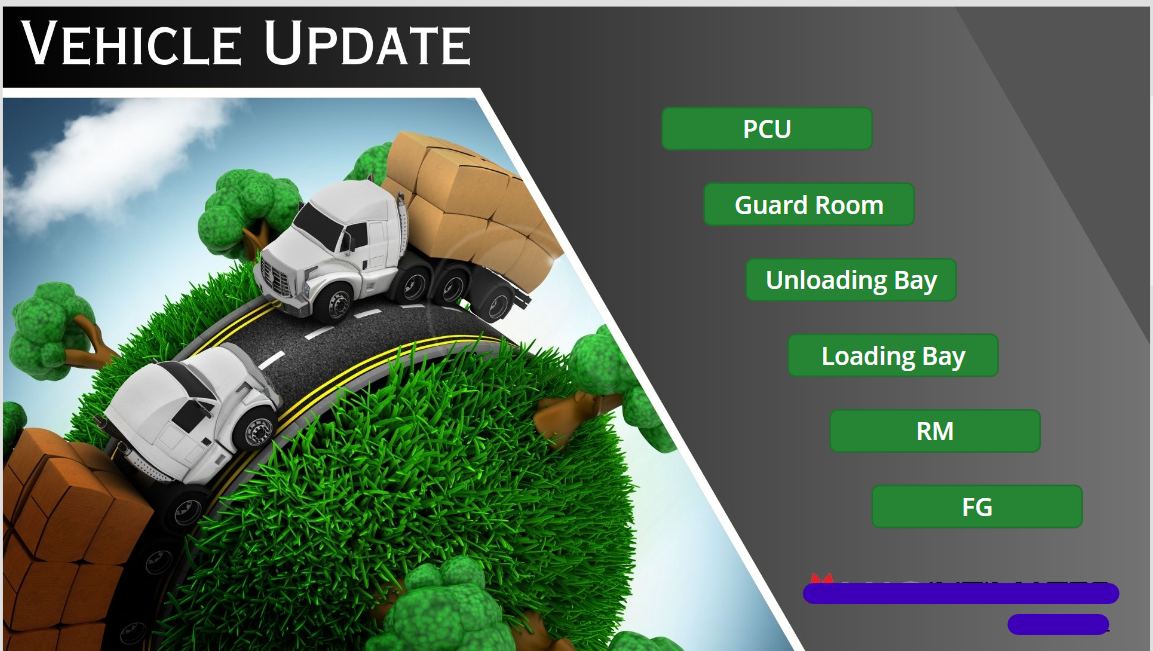 Vehicle Update
PCU
Guard Room
Unloading Bay
Loading Bay
RM
FG